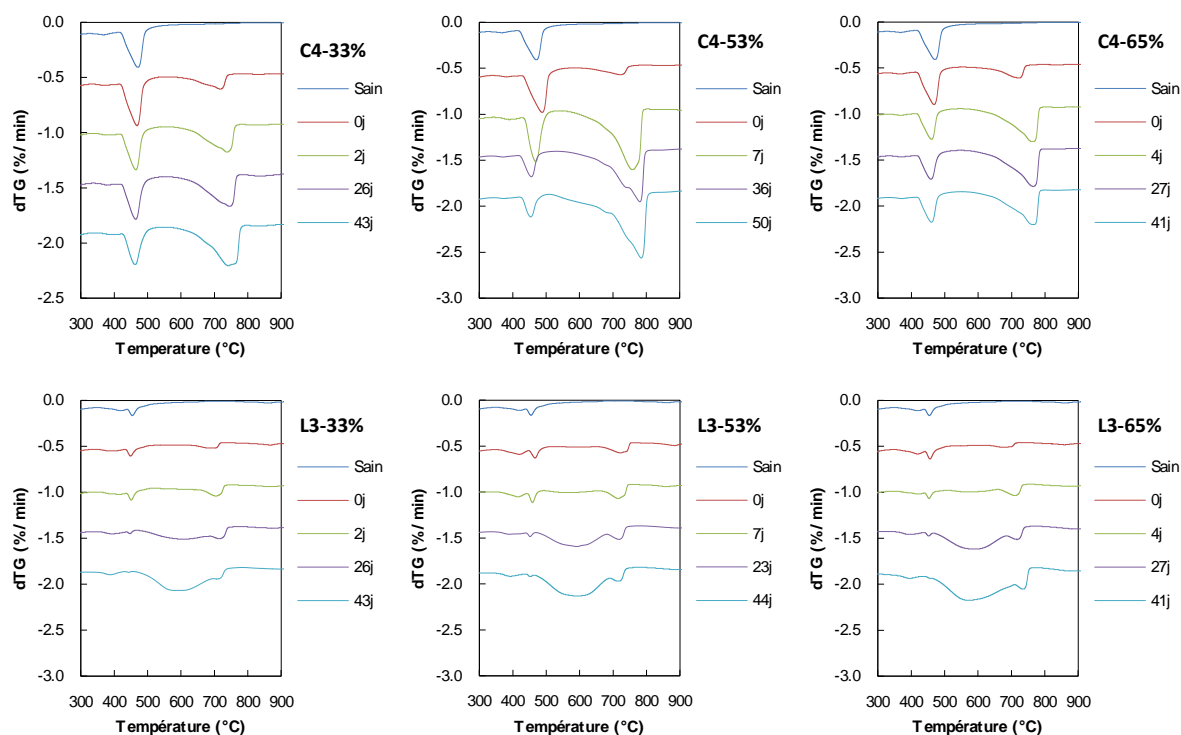 C4-33%
0.0
-0.5
-1.0
-1.5
-2.0
-2.5
dTG (%/ min)
300 400 500 600 700 800 900
Température (°C)
Sain
0j
2j
26j
43j
C4-53%
0.0
-0.5
-1.0
-1.5
-2.0
-2.5
-3.0
dTG (%/ min)
300 400 500 600 700 800 900
Température (°C)
Sain
0j
7j
36j
50j
C4-65%
0.0
-0.5
-1.0
-1.5
-2.0
-2.5
-3.0
dTG (%/ min)
300 400 500 600 700 800 900
Température (°C)
Sain
0j
4j
27j
41j
L3-33%
0.0
-0.5
-1.0
-1.5
-2.0
-2.5
-3.0
dTG (%/ min)
300 400 500 600 700 800 900
Température (°C)
Sain
0j
2j
26j
43j
L3-53%
0.0
-0.5
-1.0
-1.5
-2.0
-2.5
-3.0
dTG (%/ min)
300 400 500 600 700 800 900
Température (°C)
Sain
0j
7j
23j
44j
L3-65%
0.0
-0.5
-1.0
-1.5
-2.0
-2.5
-3.0
dTG (%/ min)
300 400 500 600 700 800 900
Température (°C)
Sain
0j
4j
27j
41j